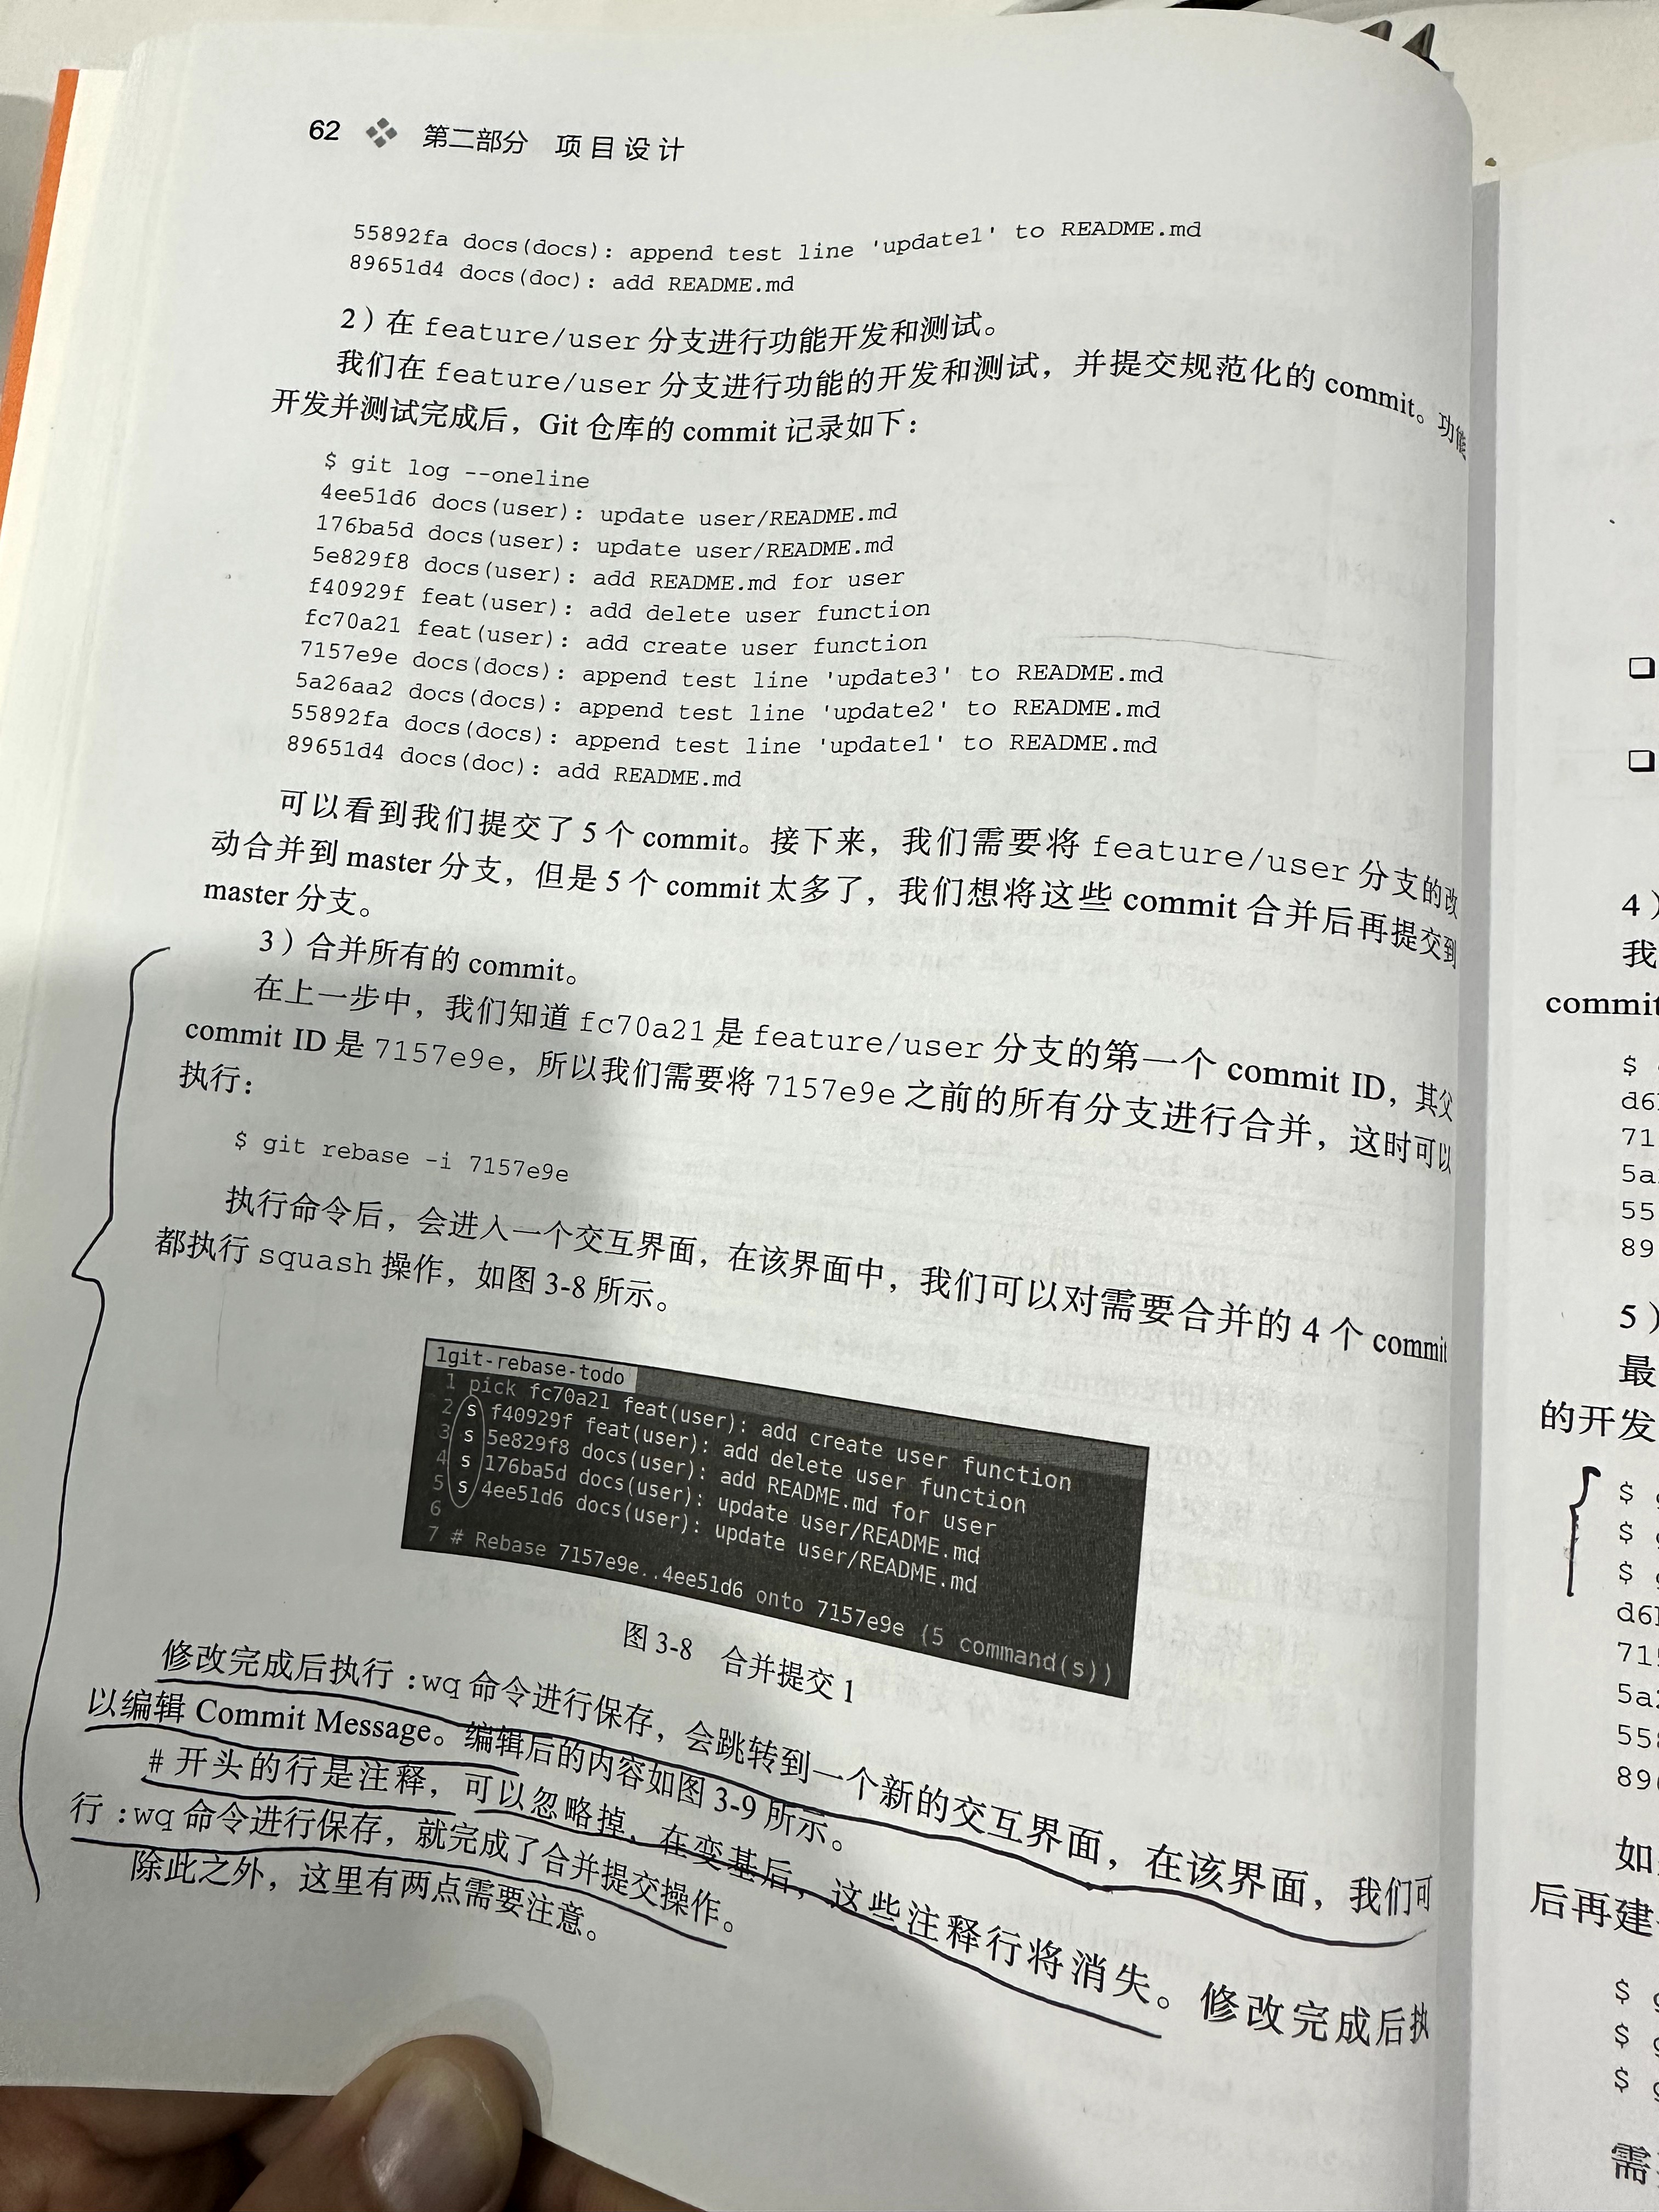 62 第二部分 项目设计
55892fa docs(docs): append test line 'update1' to README.md
89651d4 docs(doc): add README.md
2）在 feature/user 分支进行功能开发和测试。
我们在 feature/user 分支进行功能的开发和测试，并提交规范化的 commit。功能
开发并测试完成后，Git 仓库的 commit 记录如下：
$ git log --oneline
4ee51d6 docs(user): update user/README.md
176ba5d docs(user): update user/README.md
5e829f8 docs(user): add README.md for user
f40929f feat(user): add delete user function
fc70a21 feat(user): add create user function
7157e9e docs(docs): append test line 'update3' to README.md
5a26aa2 docs(docs): append test line 'update2' to README.md
55892fa docs(docs): append test line 'update1' to README.md
89651d4 docs(doc): add README.md
可以看到我们提交了 5 个 commit。接下来，我们需要将 feature/user 分支的改
动合并到 master 分支，但是 5 个 commit 太多了，我们想将这些 commit 合并后再提交到
master 分支。
3）合并所有的 commit。
在上一步中，我们知道 fc70a21 是 feature/user 分支的第一个 commit ID，其父
commit ID 是 7157e9e，所以我们需要将 7157e9e 之前的所有分支进行合并，这时可以
执行：
$ git rebase -i 7157e9e
执行命令后，会进入一个交互界面，在该界面中，我们可以对需要合并的 4 个 commit
都执行 squash 操作，如图 3-8 所示。
1git-rebase-todo
1 pick fc70a21 feat(user): add create user function
2 s f40929f feat(user): add delete user function
3 s 5e829f8 docs(user): add README.md for user
4 s 176ba5d docs(user): update user/README.md
5 s 4ee51d6 docs(user): update user/README.md
6
7 # Rebase 7157e9e..4ee51d6 onto 7157e9e (5 command(s))
图 3-8 合并提交 1
修改完成后执行 :wq 命令进行保存，会跳转到一个新的交互界面，在该界面，我们可
以编辑 Commit Message。编辑后的内容如图 3-9 所示。
# 开头的行是注释，可以忽略掉，在变基后，这些注释行将消失。修改完成后执
行 :wq 命令进行保存，就完成了合并提交操作。
除此之外，这里有两点需要注意。
4）
我
commit
$
d6
71
5a
55
89
5）
最
的开发
$
$
$
d6
715
5a2
558
896
如
后再建
$
$
$
需